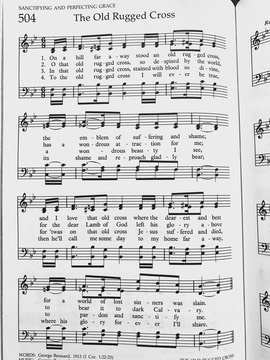 SANCTIFYING AND PERFECTING GRACE
504 The Old Rugged Cross
1. On a hill far a - way stood an old rug - ged cross,
2. O that old rug-ged cross, so de-spised by the world,
3. In that old rug-ged cross, stained with blood so di-vine,
4. To the old rug-ged cross I will ev - er be true,
the em - blem of suf - fering and shame;
has a won - drous at - trac - tion for me,
a won - drous beau - ty I see,
its shame and re - proach glad - ly bear;
and I love that old cross where the dear - est and best
for the dear Lamb of God left his glo - ry a - bove
for 'twas on that old cross Je - sus suf - fered and died,
then he'll call me some day to my home far a - way,
for a world of lost sin - ners was slain.
to bear it to dark Cal - va - ry.
to par - don and sanc - ti - fy me.
where his glo - ry for - ev - er I'll share.
WORDS: George Bennard, 1913 (1 Cor. 1:22-25)